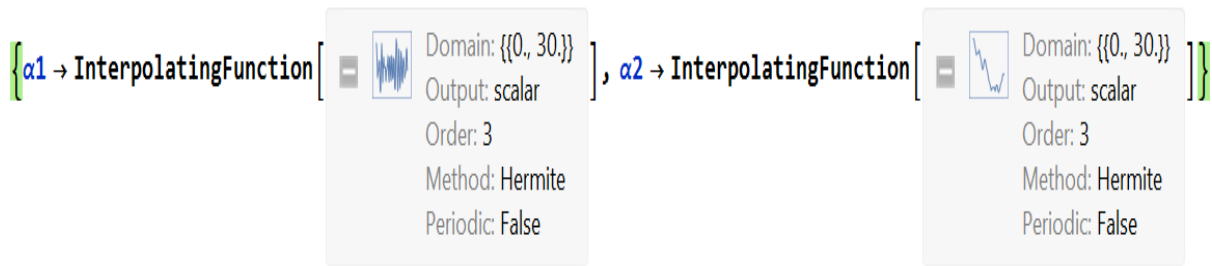 {α1 → InterpolatingFunction[ Domain: {{0., 30.}} ], α2 → InterpolatingFunction[ Domain: {{0., 30.}} ]}
Output: scalar Output: scalar
Order: 3 Order: 3
Method: Hermite Method: Hermite
Periodic: False Periodic: False